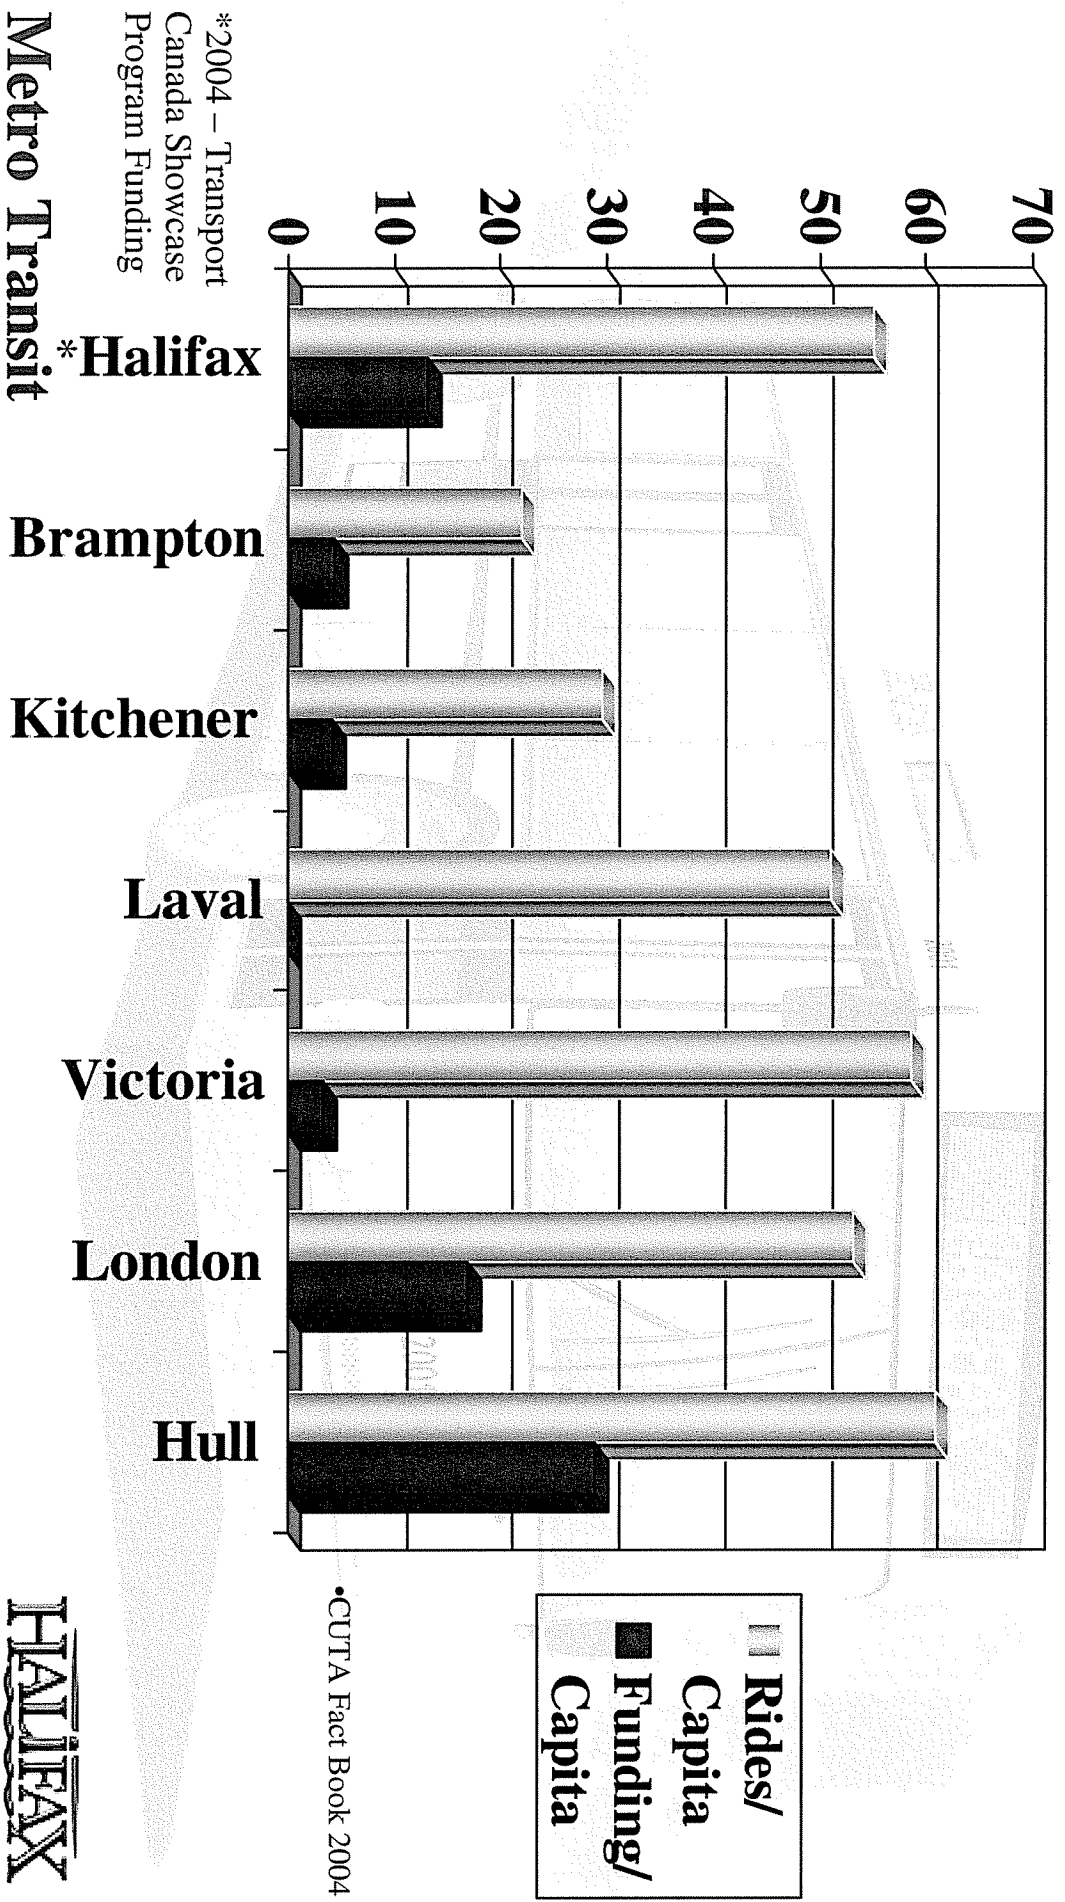 70
60
50
40
30
20
10
0
*Halifax
Brampton
Kitchener
Laval
Victoria
London
Hull
Rides/
Capita
Funding/
Capita
•CUTA Fact Book 2004
*2004 – Transport
Canada Showcase
Program Funding
Metro Transit
HALIFAX